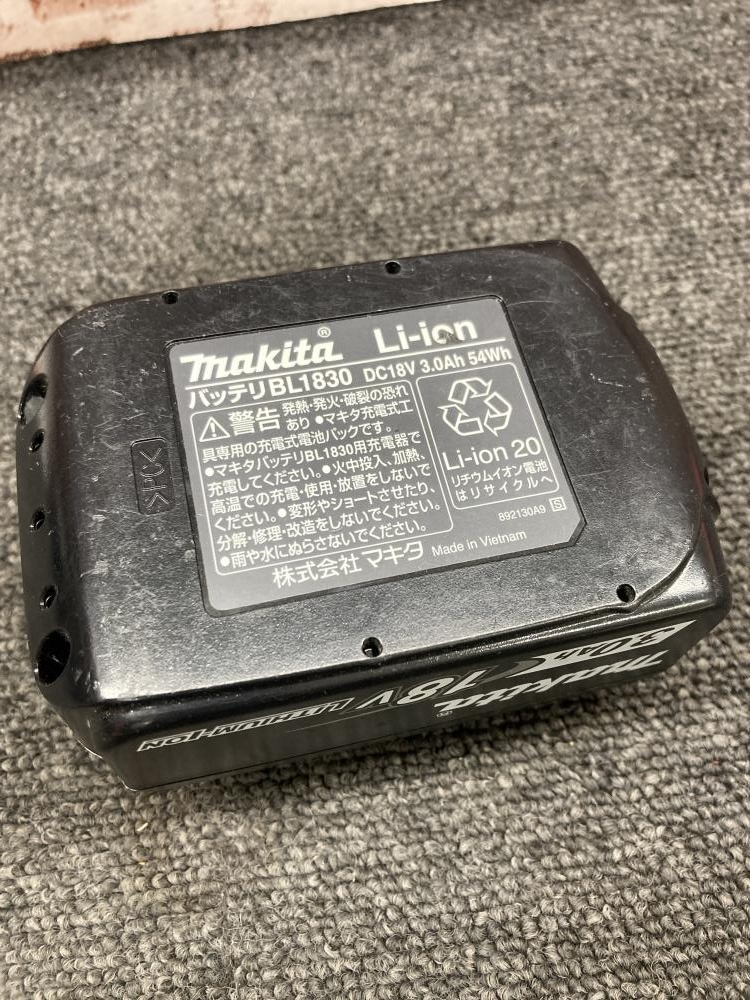 makita® Li-ion
バッテリBL1830 DC18V 3.0Ah 54Wh
警告 発熱・発火・破裂の恐れ
あり ●マキタ充電式工
具専用の充電式電池パックです。
●マキタバッテリBL1830用充電器で
充電してください。●火中投入、加熱、
高温での充電・使用・放置をしないで
ください。●変形やショートさせたり、
分解・修理・改造をしないでください。
●雨や水にぬらさないでください。
Li-ion 20
リチウムイオン電池
はリサイクルへ
892130A9 S
株式会社 マキタ Made in Vietnam
makita®
3.0Ah
18V LITHIUM-ION